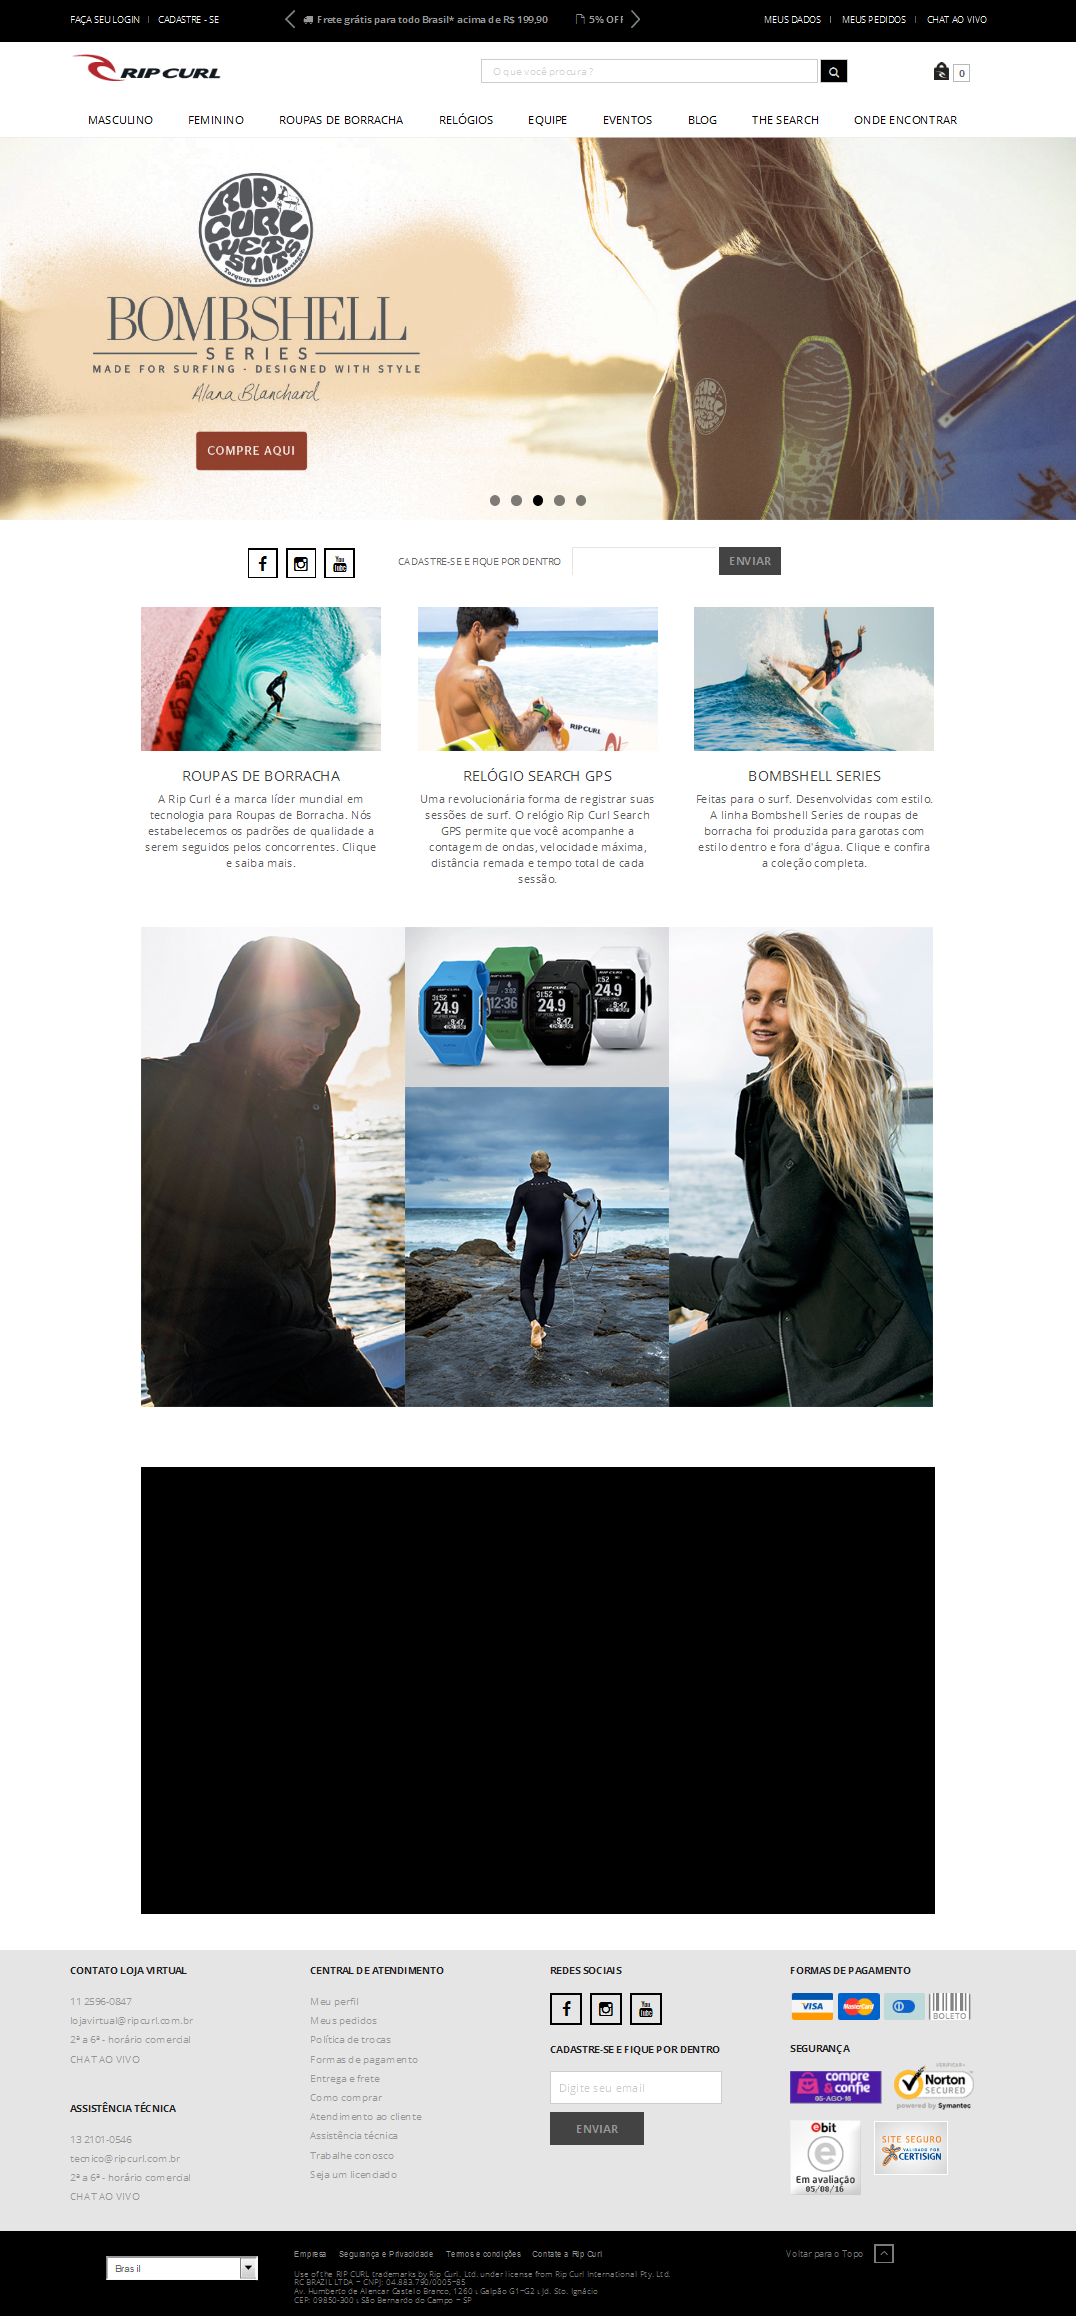 FAÇA SEU LOGIN | CADASTRE - SE
Frete grátis para todo Brasil* acima de R$ 199,90
5% OFF
MEUS DADOS | MEUS PEDIDOS | CHAT AO VIVO
RIP CURL
O que você procura ?
0
MASCULINO FEMININO ROUPAS DE BORRACHA RELÓGIOS EQUIPE EVENTOS BLOG THE SEARCH ONDE ENCONTRAR
RIP CURL WETSUITS
Torquay, Trestles, Hossegor
BOMBSHELL
SERIES
MADE FOR SURFING - DESIGNED WITH STYLE
Alana Blanchard
COMPRE AQUI
CADASTRE-SE E FIQUE POR DENTRO
ENVIAR
ROUPAS DE BORRACHA
A Rip Curl é a marca líder mundial em
tecnologia para Roupas de Borracha. Nós
estabelecemos os padrões de qualidade a
serem seguidos pelos concorrentes. Clique
e saiba mais.
RELÓGIO SEARCH GPS
Uma revolucionária forma de registrar suas
sessões de surf. O relógio Rip Curl Search
GPS permite que você acompanhe a
contagem de ondas, velocidade máxima,
distância remada e tempo total de cada
sessão.
BOMBSHELL SERIES
Feitas para o surf. Desenvolvidas com estilo.
A linha Bombshell Series de roupas de
borracha foi produzida para garotas com
estilo dentro e fora d'água. Clique e confira
a coleção completa.
31:52
24.9
9:47
12:36
31:52
24.9
9:47
24.9
9:47
CONTATO LOJA VIRTUAL
11 2596-0847
lojavirtual@ripcurl.com.br
2ª a 6ª - horário comercial
CHAT AO VIVO
ASSISTÊNCIA TÉCNICA
13 2101-0546
tecnico@ripcurl.com.br
2ª a 6ª - horário comercial
CHAT AO VIVO
CENTRAL DE ATENDIMENTO
Meu perfil
Meus pedidos
Política de trocas
Formas de pagamento
Entrega e frete
Como comprar
Atendimento ao cliente
Assistência técnica
Trabalhe conosco
Seja um licenciado
REDES SOCIAIS
You Tube
CADASTRE-SE E FIQUE POR DENTRO
Digite seu email
ENVIAR
FORMAS DE PAGAMENTO
VISA MasterCard BOLETO
SEGURANÇA
compre & confie
05-AGO-16
Norton
SECURED
powered by Symantec
ebit
Em avaliação
05/08/16
SITE SEGURO
VALIDADO POR
CERTISIGN
Brasil
Empresa Segurança e Privacidade Termos e condições Contate a Rip Curl
Use of the RIP CURL trademarks by Rip Curl. Ltd. under license from Rip Curl International Pty. Ltd.
RC BRAZIL LTDA - CNPJ: 04.883.790/0005-85
Av. Humberto de Alencar Castelo Branco, 1260 \ Galpão G1-G2 \ Jd. Sto. Ignácio
CEP: 09850-300 \ São Bernardo do Campo - SP
Voltar para o Topo